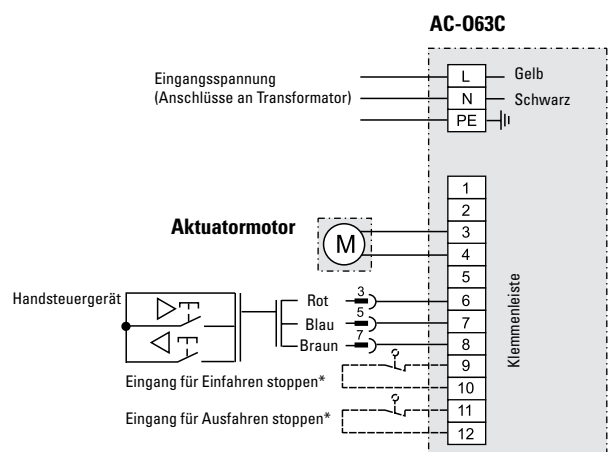 AC-063C
Eingangsspannung
(Anschlüsse an Transformator)
L
Gelb
N
Schwarz
PE
1
2
Aktuatormotor
M
3
4
5
Handsteuergerät
Rot
3
6
Blau
5
7
Braun
7
8
Klemmenleiste
9
Eingang für Einfahren stoppen*
10
11
Eingang für Ausfahren stoppen*
12